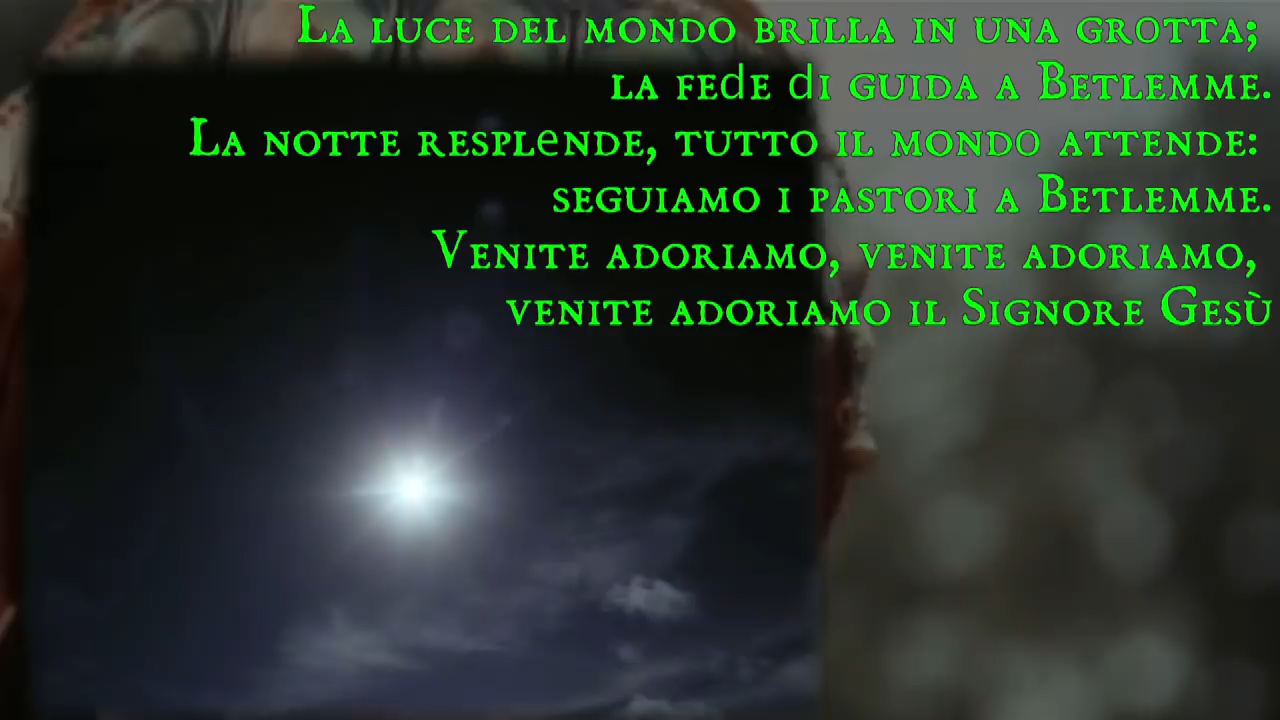 La luce del mondo brilla in una grotta;
la fede di guida a Betlemme.
La notte resplende, tutto il mondo attende:
seguiamo i pastori a Betlemme.
Venite adoriamo, venite adoriamo,
venite adoriamo il Signore Gesù